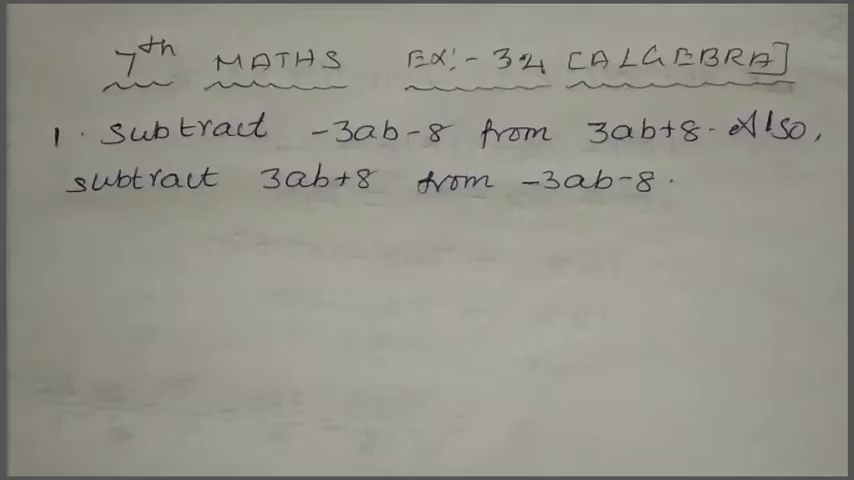 7th MATHS EX:- 3.4 [ALGEBRA]
1. Subtract -3ab-8 from 3ab+8. Also,
subtract 3ab+8 from -3ab-8.